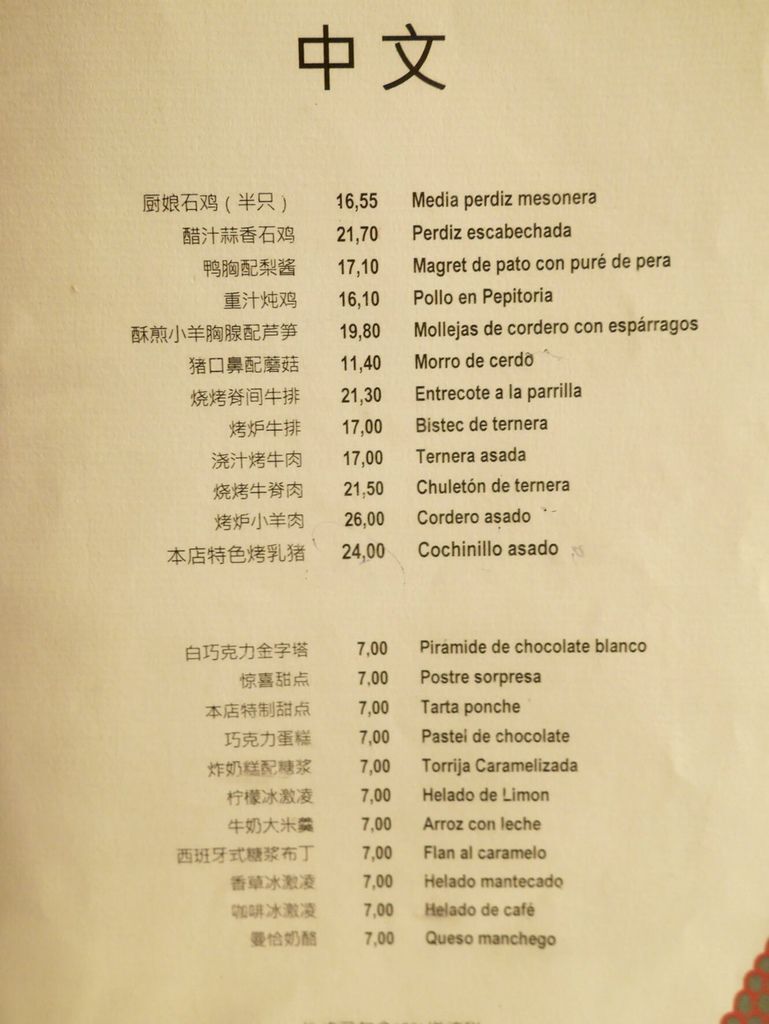 中文
厨娘石鸡（半只） 16,55 Media perdiz mesonera
醋汁蒜香石鸡 21,70 Perdiz escabechada
鸭胸配梨酱 17,10 Magret de pato con puré de pera
重汁炖鸡 16,10 Pollo en Pepitoria
酥煎小羊胸腺配芦笋 19,80 Mollejas de cordero con espárragos
猪口鼻配蘑菇 11,40 Morro de cerdo
烧烤脊间牛排 21,30 Entrecote a la parrilla
烤炉牛排 17,00 Bistec de ternera
浇汁烤牛肉 17,00 Ternera asada
烧烤牛脊肉 21,50 Chuletón de ternera
烤炉小羊肉 26,00 Cordero asado
本店特色烤乳猪 24,00 Cochinillo asado
白巧克力金字塔 7,00 Piramide de chocolate blanco
惊喜甜点 7,00 Postre sorpresa
本店特制甜点 7,00 Tarta ponche
巧克力蛋糕 7,00 Pastel de chocolate
炸奶糕配糖浆 7,00 Torrija Caramelizada
柠檬冰激凌 7,00 Helado de Limon
牛奶大米羹 7,00 Arroz con leche
西班牙式糖浆布丁 7,00 Flan al caramelo
香草冰激凌 7,00 Helado mantecado
咖啡冰激凌 7,00 Helado de café
曼恰奶酪 7,00 Queso manchego